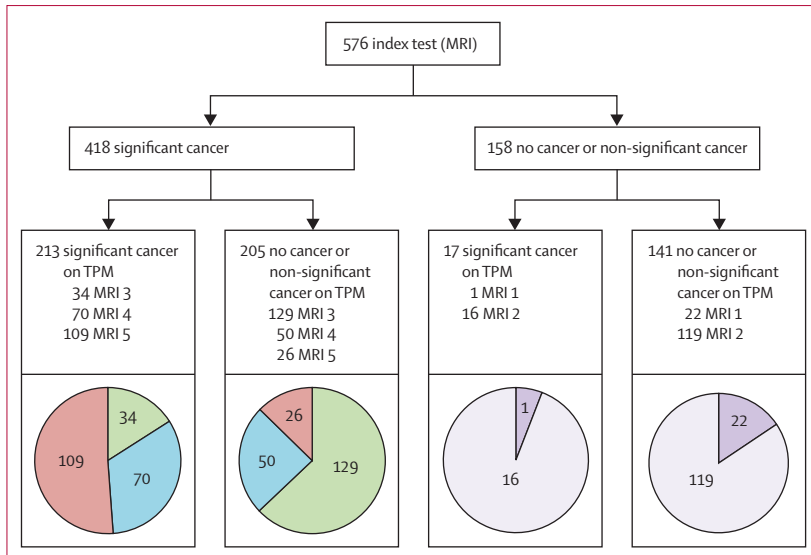 576 index test (MRI)
418 significant cancer
158 no cancer or non-significant cancer
213 significant cancer
on TPM
34 MRI 3
70 MRI 4
109 MRI 5
205 no cancer or
non-significant
cancer on TPM
129 MRI 3
50 MRI 4
26 MRI 5
17 significant cancer
on TPM
1 MRI 1
16 MRI 2
141 no cancer or
non-significant
cancer on TPM
22 MRI 1
119 MRI 2
34
109
70
26
50
129
1
16
22
119